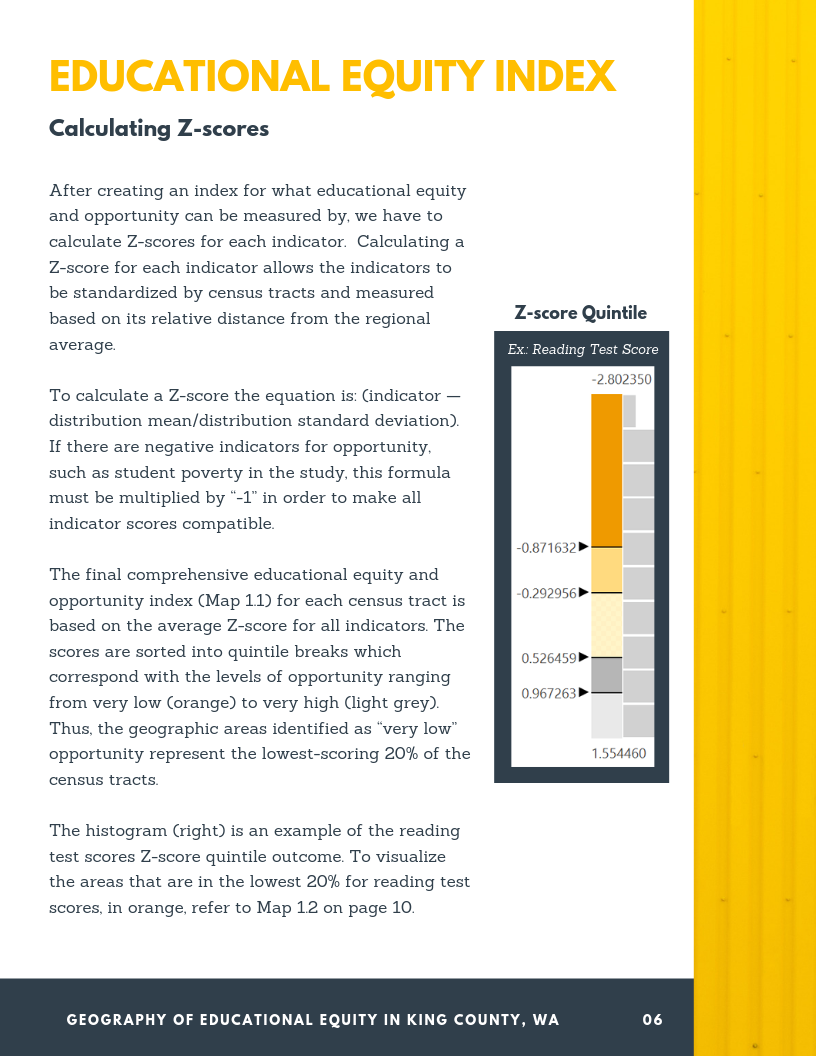 EDUCATIONAL EQUITY INDEX
Calculating Z-scores
After creating an index for what educational equity
and opportunity can be measured by, we have to
calculate Z-scores for each indicator.  Calculating a
Z-score for each indicator allows the indicators to
be standardized by census tracts and measured
based on its relative distance from the regional
average.
To calculate a Z-score the equation is: (indicator —
distribution mean/distribution standard deviation).
If there are negative indicators for opportunity,
such as student poverty in the study, this formula
must be multiplied by “-1” in order to make all
indicator scores compatible.
The final comprehensive educational equity and
opportunity index (Map 1.1) for each census tract is
based on the average Z-score for all indicators. The
scores are sorted into quintile breaks which
correspond with the levels of opportunity ranging
from very low (orange) to very high (light grey).
Thus, the geographic areas identified as “very low”
opportunity represent the lowest-scoring 20% of the
census tracts.
The histogram (right) is an example of the reading
test scores Z-score quintile outcome. To visualize
the areas that are in the lowest 20% for reading test
scores, in orange, refer to Map 1.2 on page 10.
Z-score Quintile
Ex.: Reading Test Score
-2.802350
-0.871632
-0.292956
0.526459
0.967263
1.554460
GEOGRAPHY OF EDUCATIONAL EQUITY IN KING COUNTY, WA
06